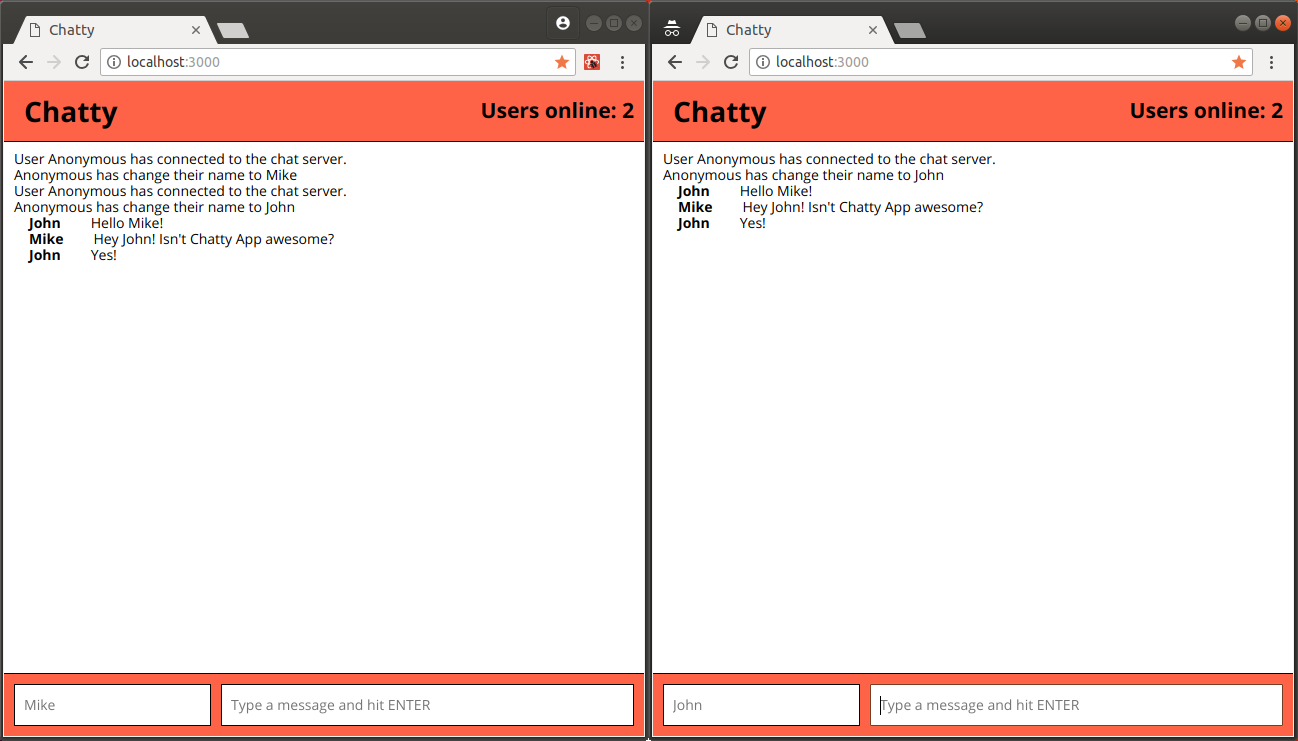 Chatty
localhost:3000
Chatty
Users online: 2
User Anonymous has connected to the chat server.
Anonymous has change their name to Mike
User Anonymous has connected to the chat server.
Anonymous has change their name to John
John Hello Mike!
Mike Hey John! Isn't Chatty App awesome?
John Yes!
Mike
Type a message and hit ENTER
Chatty
localhost:3000
Chatty
Users online: 2
User Anonymous has connected to the chat server.
Anonymous has change their name to John
John Hello Mike!
Mike Hey John! Isn't Chatty App awesome?
John Yes!
John
Type a message and hit ENTER